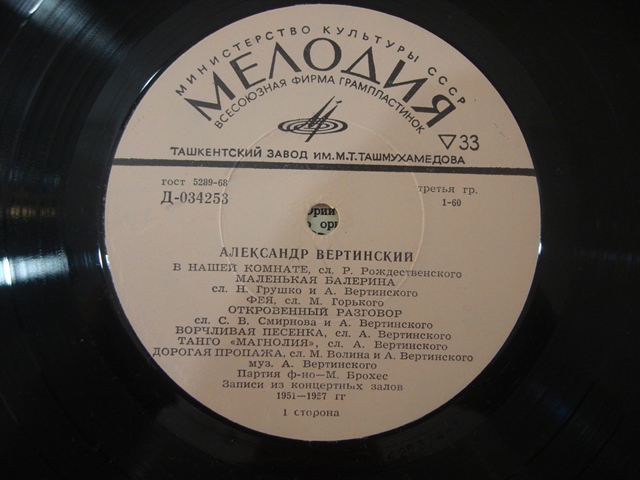 МИНИСТЕРСТВО КУЛЬТУРЫ СССР
МЕЛОДИЯ
ВСЕСОЮЗНАЯ ФИРМА ГРАМПЛАСТИНОК
▽33
ТАШКЕНТСКИЙ ЗАВОД ИМ.М.Т.ТАШМУХАМЕДОВА
гост 5289-68
третья гр.
Д-034253
1-60
АЛЕКСАНДР ВЕРТИНСКИЙ
В НАШЕЙ КОМНАТЕ, сл. Р. Рождественского
МАЛЕНЬКАЯ БАЛЕРИНА
сл. Н. Грушко и А. Вертинского
ФЕЯ, сл. М. Горького
ОТКРОВЕННЫЙ РАЗГОВОР
сл. С. В. Смирнова и А. Вертинского
ВОРЧЛИВАЯ ПЕСЕНКА, сл. А. Вертинского
ТАНГО «МАГНОЛИЯ», сл. А. Вертинского
ДОРОГАЯ ПРОПАЖА, сл. М. Волина и А. Вертинского
муз. А. Вертинского
Партия ф-но—М. Брохес
Записи из концертных залов
1951—1957 гг
1 сторона